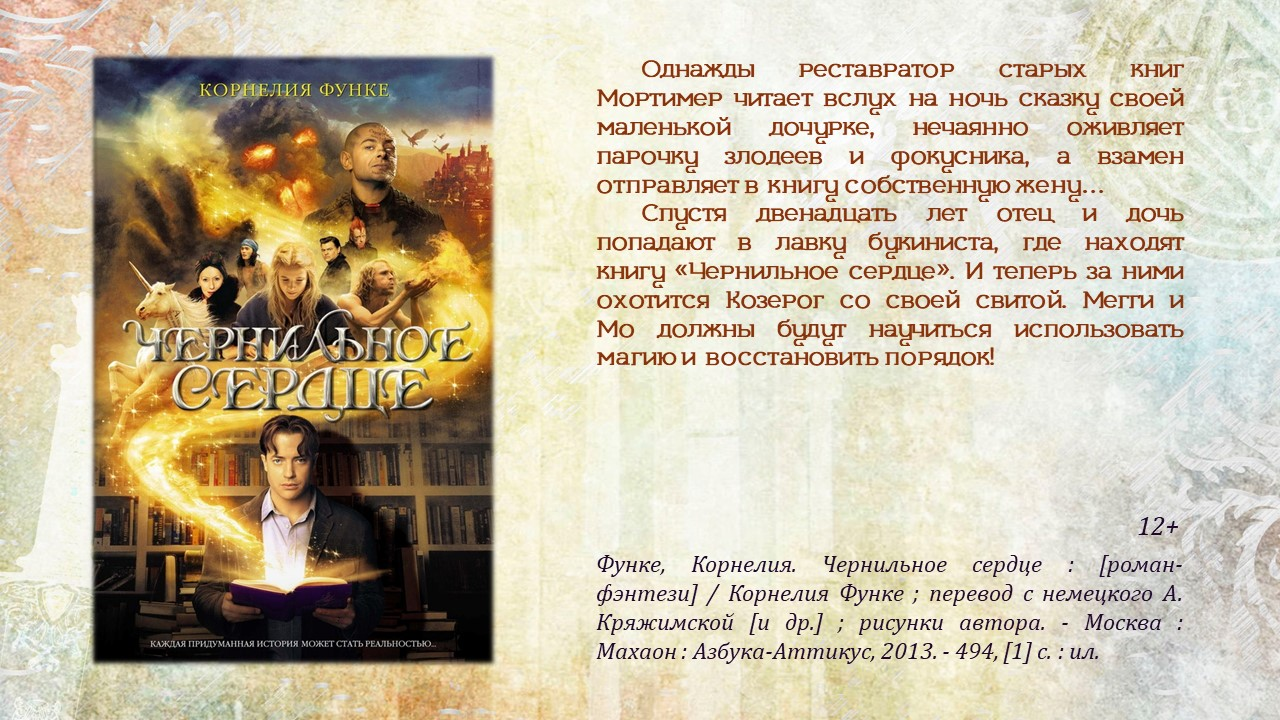 КОРНЕЛИЯ ФУНКЕ
ЧЕРНИЛЬНОЕ
СЕРДЦЕ
КАЖДАЯ ПРИДУМАННАЯ ИСТОРИЯ МОЖЕТ СТАТЬ РЕАЛЬНОСТЬЮ...
Однажды реставратор старых книг
Мортимер читает вслух на ночь сказку своей
маленькой дочурке, нечаянно оживляет
парочку злодеев и фокусника, а взамен
отправляет в книгу собственную жену...
Спустя двенадцать лет отец и дочь
попадают в лавку букиниста, где находят
книгу «Чернильное сердце». И теперь за ними
охотится Козерог со своей свитой. Мегги и
Мо должны будут научиться использовать
магию и восстановить порядок!
12+
Функе, Корнелия. Чернильное сердце : [роман-
фэнтези] / Корнелия Функе ; перевод с немецкого А.
Кряжимской [и др.] ; рисунки автора. - Москва :
Махаон : Азбука-Аттикус, 2013. - 494, [1] с. : ил.